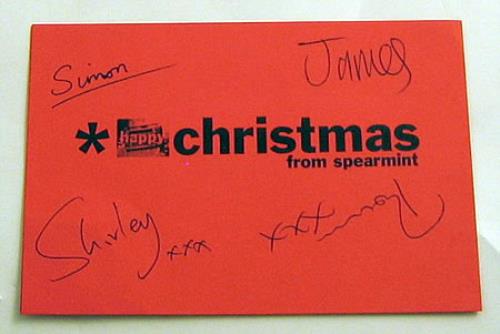 Simon
James
* happy christmas
from spearmint
Shirley xxx
xxx